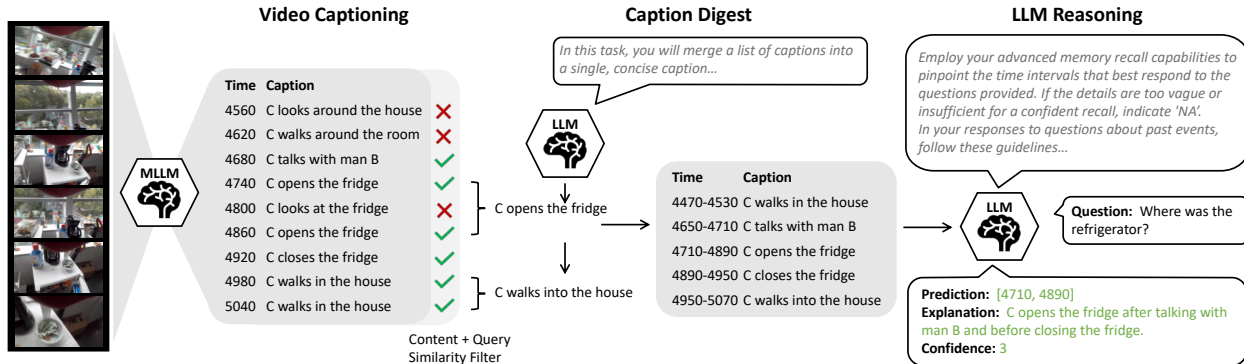 Video Captioning
Caption Digest
LLM Reasoning
MLLM
Time Caption
4560 C looks around the house
4620 C walks around the room
4680 C talks with man B
4740 C opens the fridge
4800 C looks at the fridge
4860 C opens the fridge
4920 C closes the fridge
4980 C walks in the house
5040 C walks in the house
Content + Query
Similarity Filter
In this task, you will merge a list of captions into
a single, concise caption…
LLM
C opens the fridge
C walks into the house
Time Caption
4470-4530 C walks in the house
4650-4710 C talks with man B
4710-4890 C opens the fridge
4890-4950 C closes the fridge
4950-5070 C walks into the house
Employ your advanced memory recall capabilities to
pinpoint the time intervals that best respond to the
questions provided. If the details are too vague or
insufficient for a confident recall, indicate 'NA’.
In your responses to questions about past events,
follow these guidelines…
LLM
Question: Where was the
refrigerator?
Prediction: [4710, 4890]
Explanation: C opens the fridge after talking with
man B and before closing the fridge.
Confidence: 3